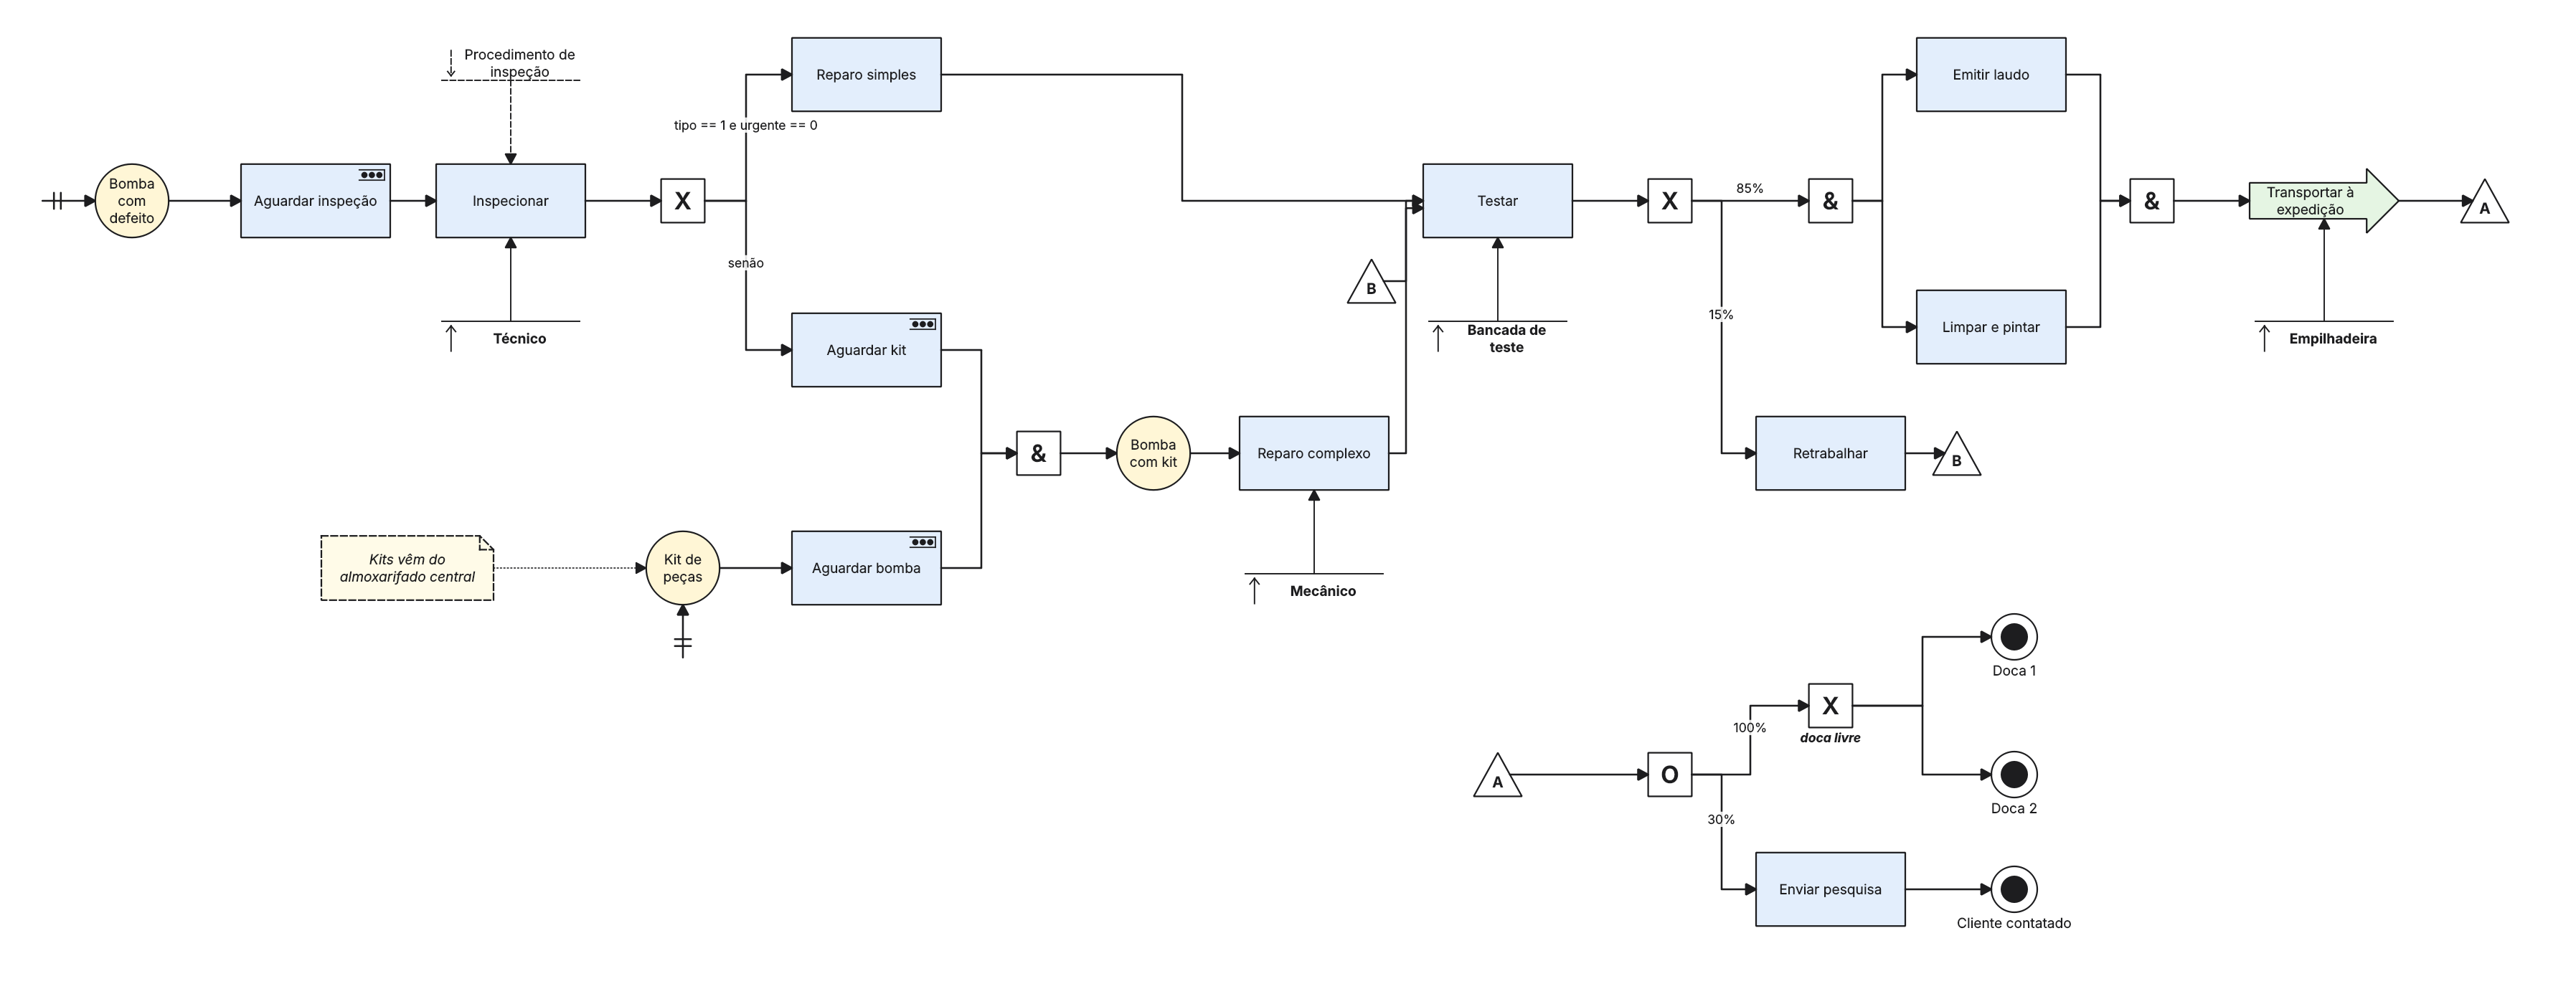 Procedimento de
inspeção
Reparo simples
Emitir laudo
tipo == 1 e urgente == 0
Bomba
com
defeito
Aguardar inspeção
Inspecionar
X
Testar
X
85%
&
&
Transportar à
expedição
A
senão
B
Técnico
Aguardar kit
Bancada de
teste
15%
Limpar e pintar
Empilhadeira
&
Bomba
com kit
Reparo complexo
Retrabalhar
B
Kits vêm do
almoxarifado central
Kit de
peças
Aguardar bomba
Mecânico
Doca 1
X
100%
doca livre
A
O
Doca 2
30%
Enviar pesquisa
Cliente contatado